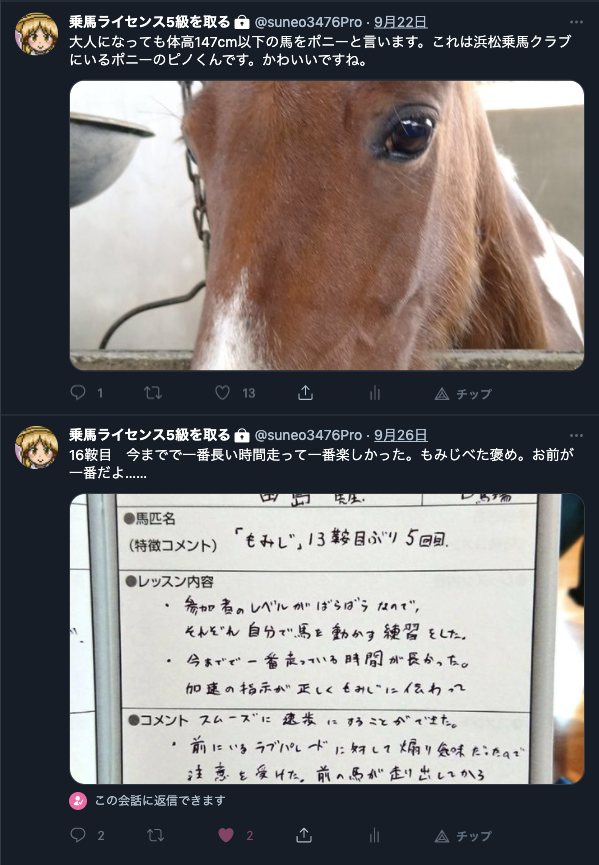 乗馬ライセンス5級を取る @suneo3476Pro · 9月22日
大人になっても体高147cm以下の馬をポニーと言います。これは浜松乗馬クラブ
にいるポニーのピノくんです。かわいいですね。
1 13 チップ
乗馬ライセンス5級を取る @suneo3476Pro · 9月26日
16鞍目 今までで一番長い時間走って一番楽しかった。もみじべた褒め。お前が
一番だよ……
●馬匹名
(特徴コメント) 「もみじ」, 13鞍目ぶり 5回目.
●レッスン内容
・ 参加者のレベルがばらばらなので,
それぞれ自分で馬を動かす練習をした。
・ 今までで一番走っている時間が長かった。
加速の指示が正しくもみじに伝わって
●コメント スムーズに速歩にすることができた。
・ 前にいるラブパレードに対して煽り気味だったので
注意を受けた。前の馬が走り出してから
この会話に返信できます
2 2 チップ